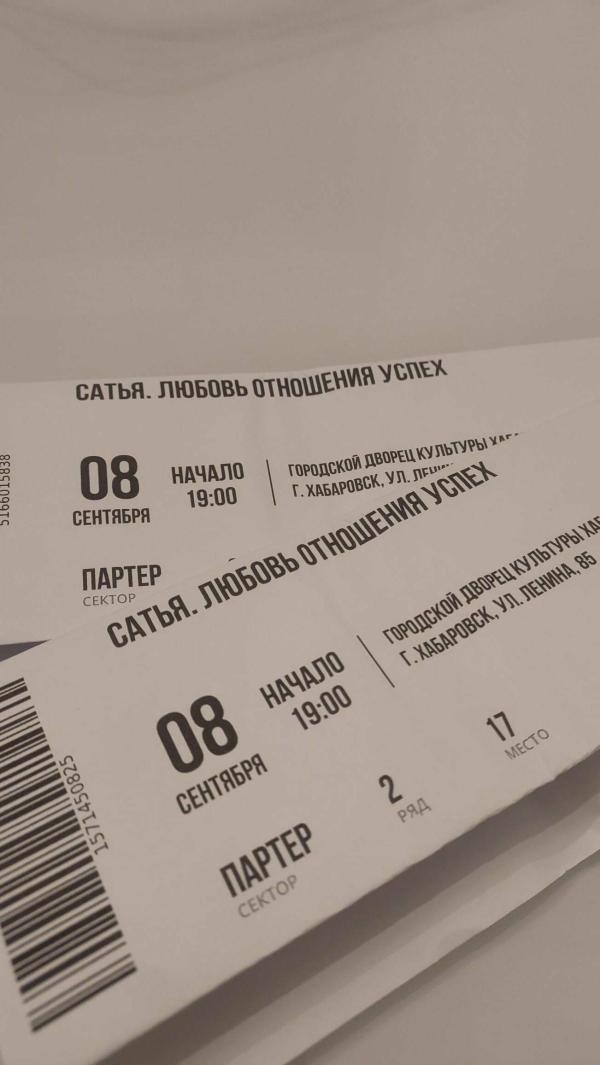 САТЬЯ. ЛЮБОВЬ ОТНОШЕНИЯ УСПЕХ
5166015838
08
СЕНТЯБРЯ
НАЧАЛО
19:00
ГОРОДСКОЙ ДВОРЕЦ КУЛЬТУРЫ
Г. ХАБАРОВСК, УЛ.
ПАРТЕР
СЕКТОР
САТЬЯ. ЛЮБОВЬ ОТНОШЕНИЯ УСПЕХ
1571450825
08
СЕНТЯБРЯ
НАЧАЛО
19:00
ГОРОДСКОЙ ДВОРЕЦ КУЛЬТУРЫ
Г. ХАБАРОВСК, УЛ. ЛЕНИНА, 85
ПАРТЕР
СЕКТОР
2
РЯД
17
МЕСТО